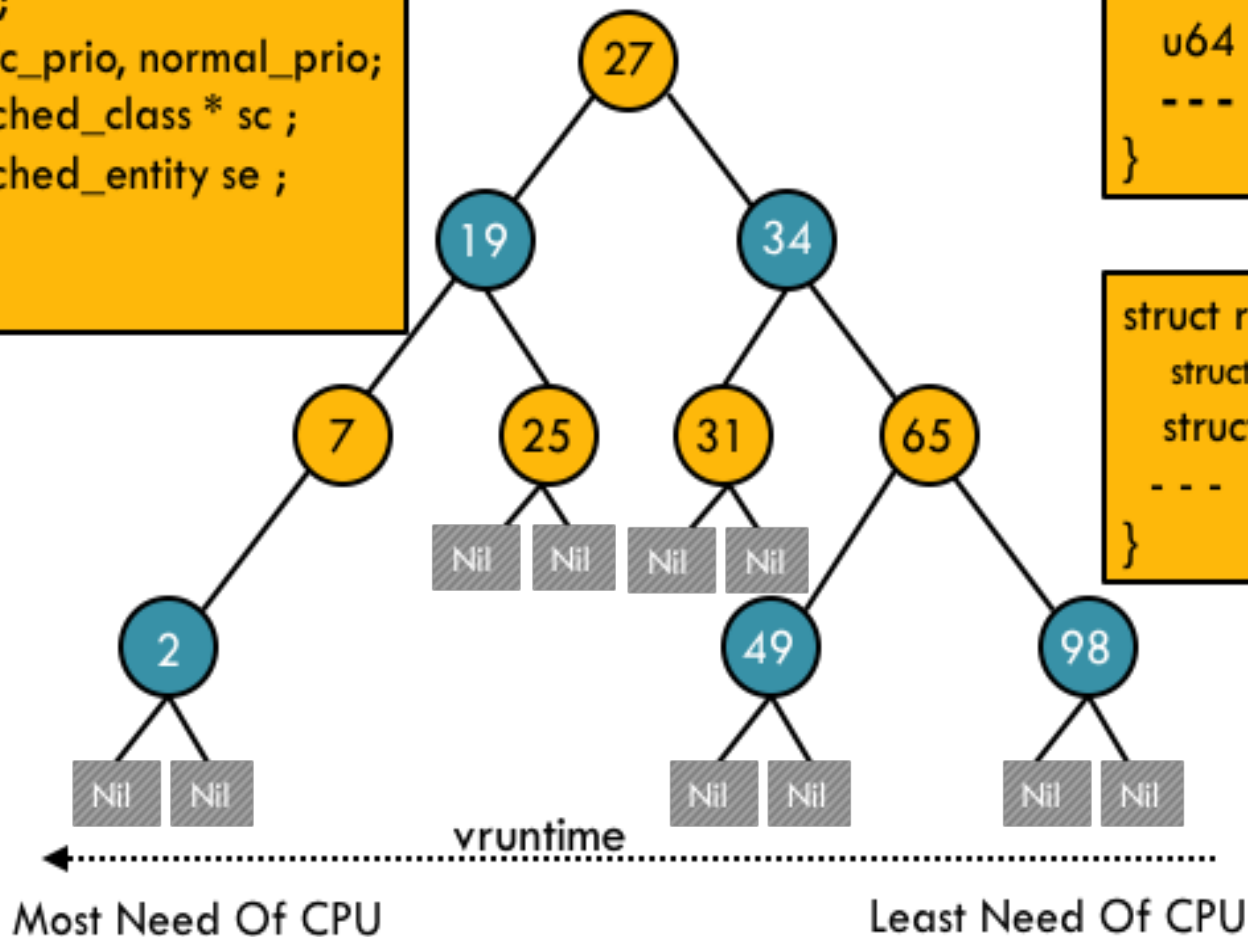 ;
c_prio, normal_prio;
ched_class * sc ;
ched_entity se ;
u64
---
}
27
19
34
struct r
struct
struct
---
}
7
25
31
65
Nil
Nil
Nil
Nil
2
49
98
Nil
Nil
Nil
Nil
Nil
Nil
vruntime
Most Need Of CPU
Least Need Of CPU